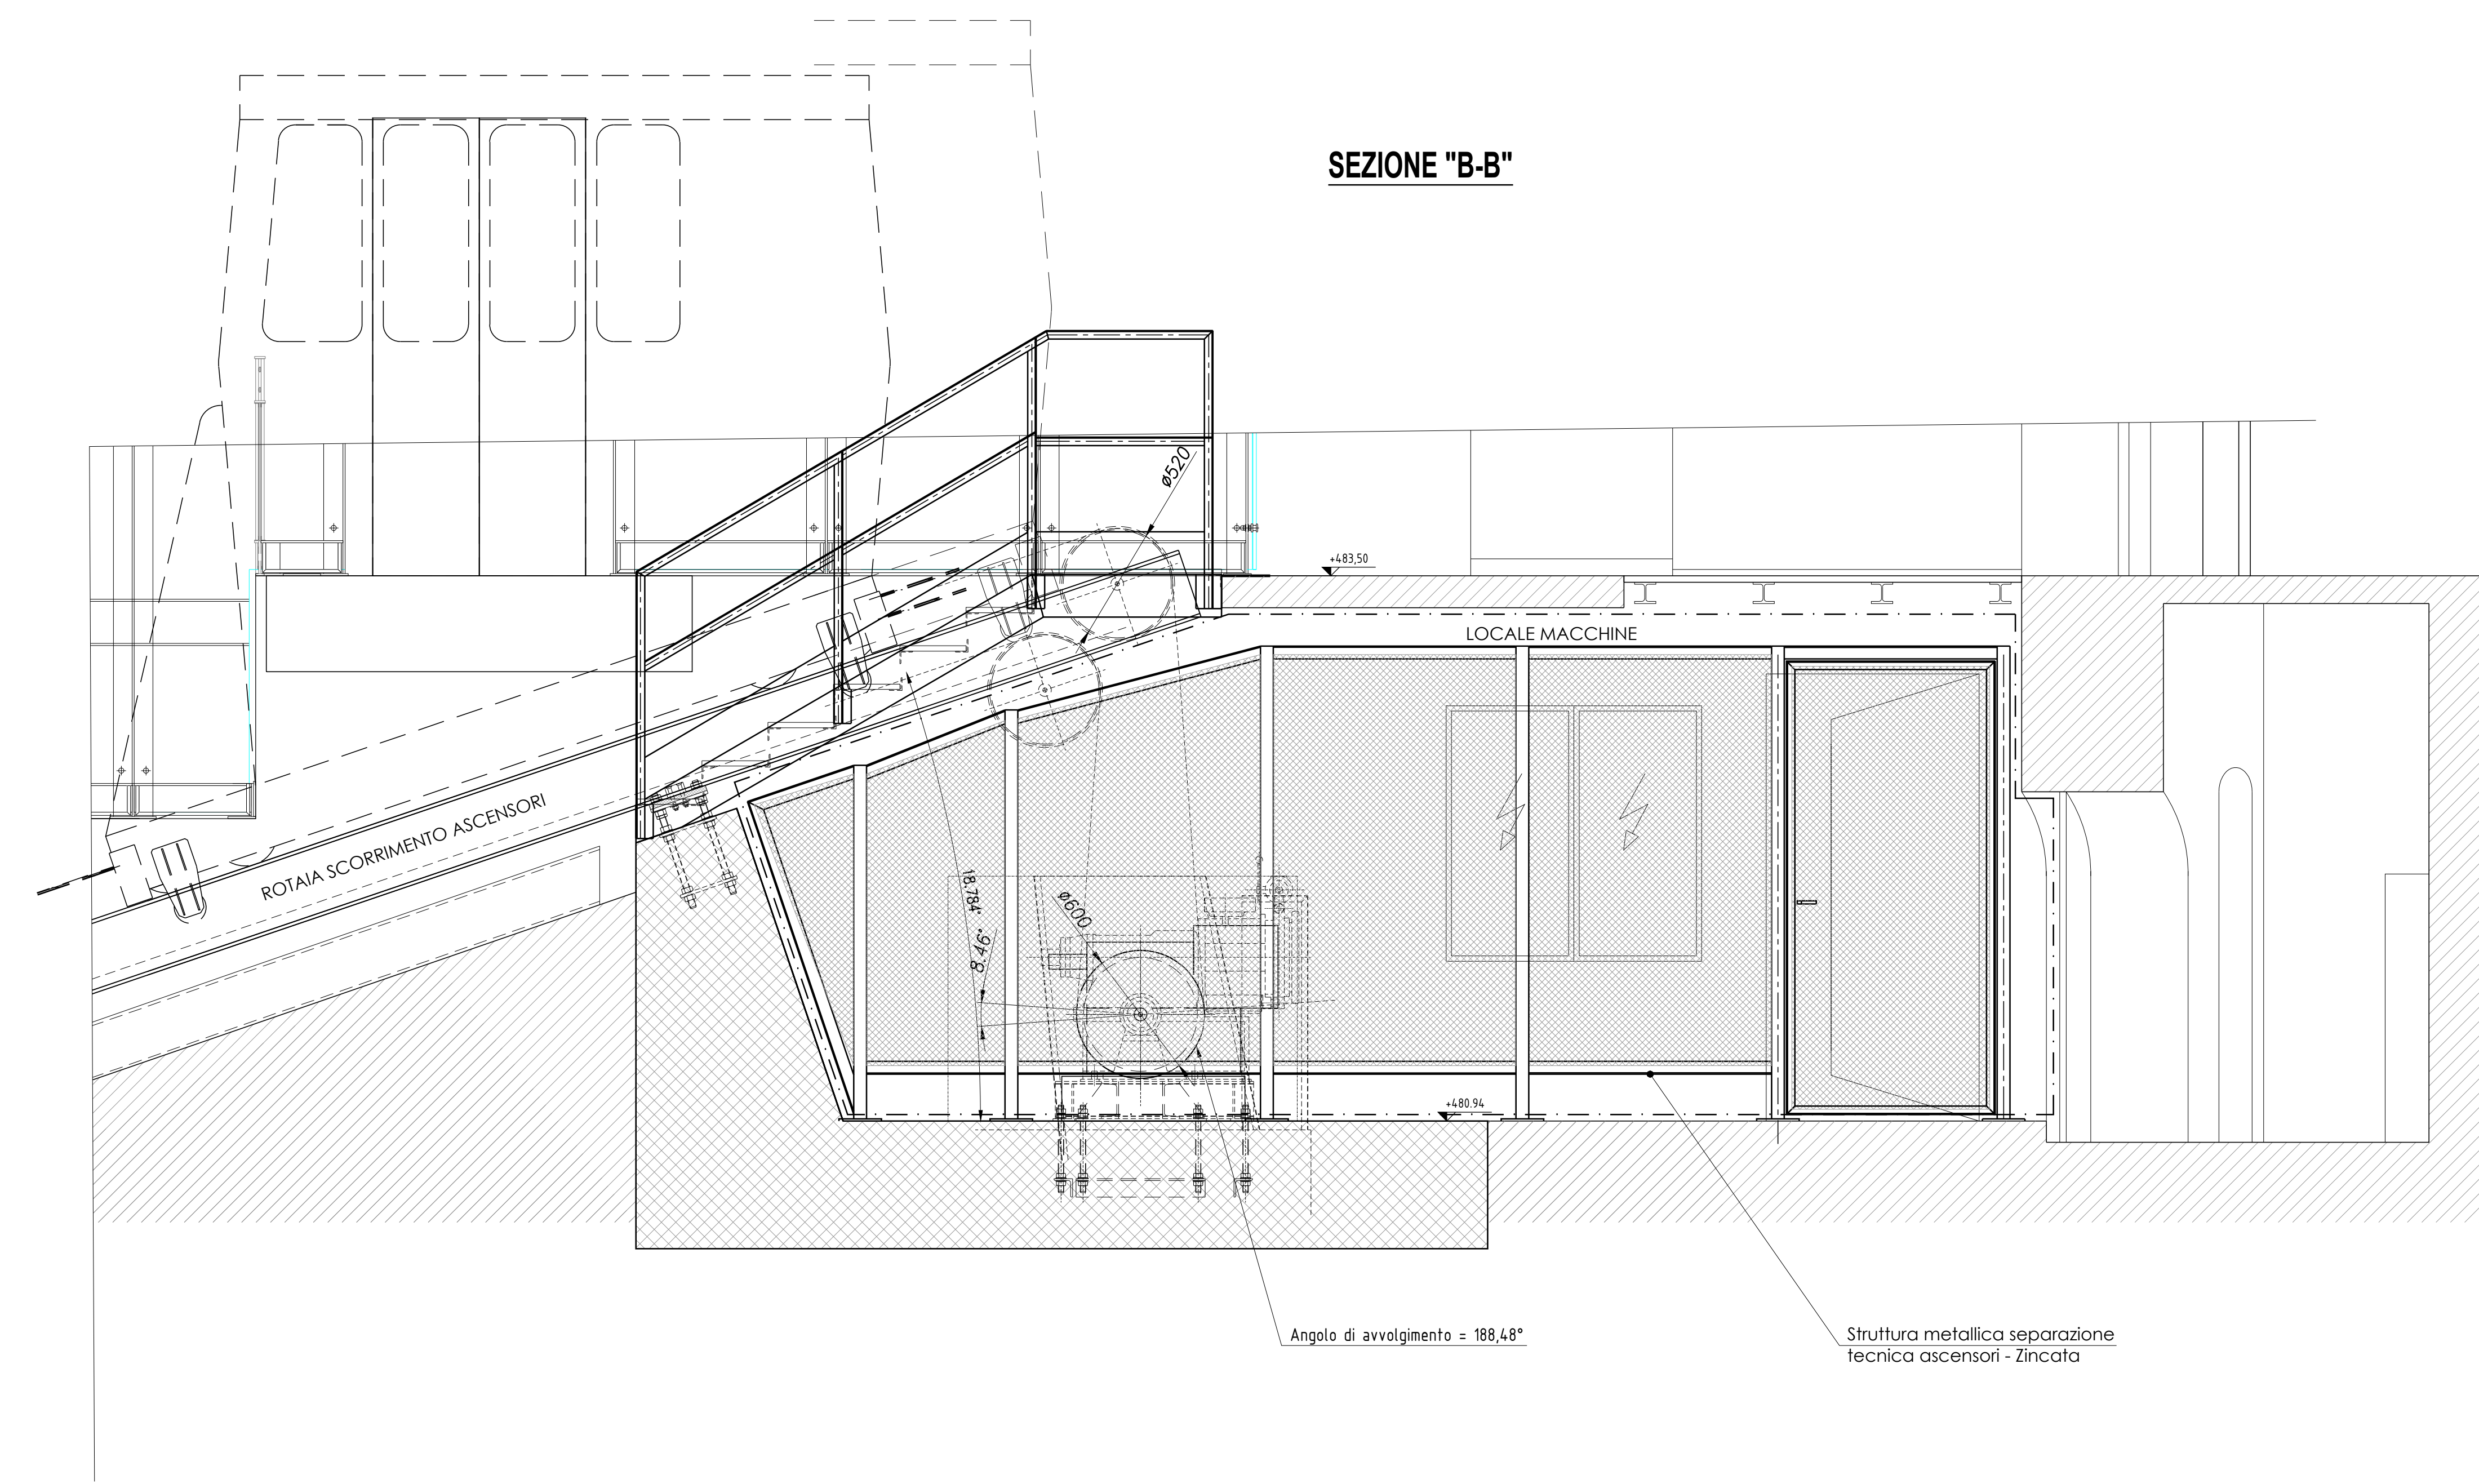 SEZIONE "B-B"
ø520
+483,50
LOCALE MACCHINE
ROTAIA SCORRIMENTO ASCENSORI
18.784°
ø600
8.46°
+480.94
Angolo di avvolgimento = 188,48°
Struttura metallica separazione
tecnica ascensori - Zincata